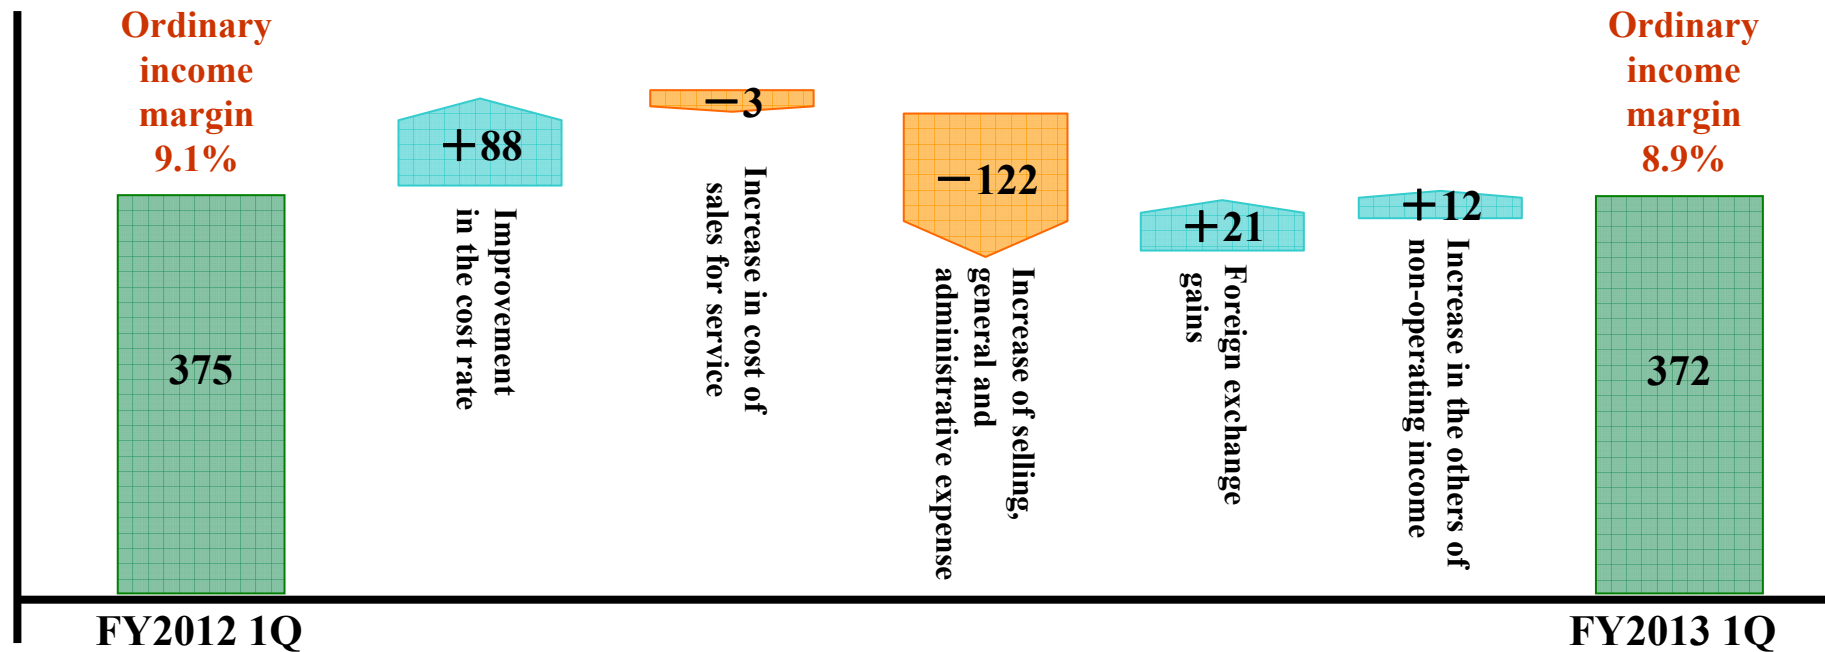 Ordinary
income
margin
9.1%
375
FY2012 1Q
+88
Improvement
in the cost rate
−3
Increase in cost of
sales for service
−122
Increase of selling,
general and
administrative expense
+21
Foreign exchange
gains
+12
Increase in the others of
non-operating income
Ordinary
income
margin
8.9%
372
FY2013 1Q